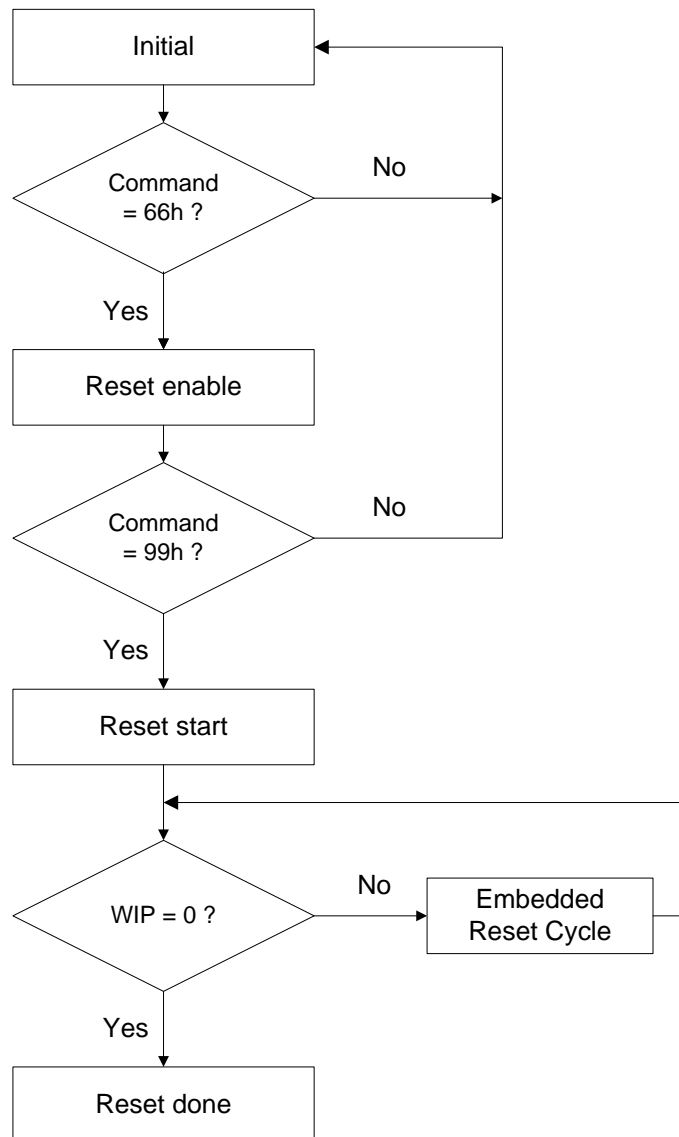 Initial
Command
= 66h ?
No
Yes
Reset enable
Command
= 99h ?
No
Yes
Reset start
WIP = 0 ?
No
Embedded
Reset Cycle
Yes
Reset done